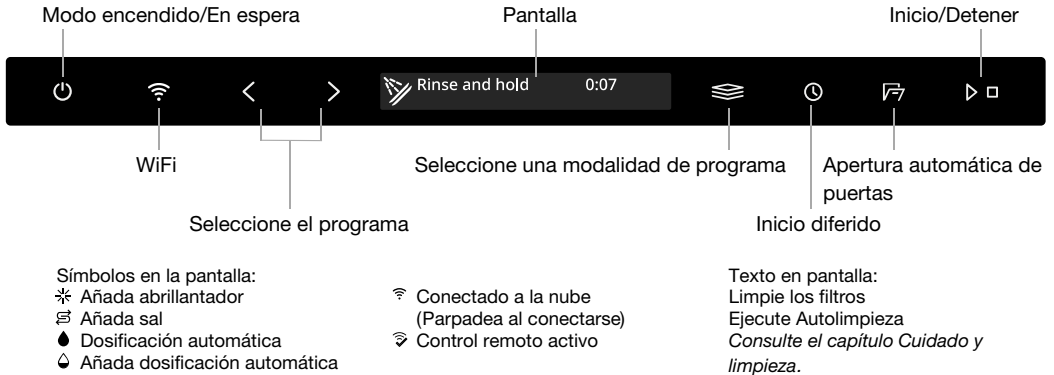 Modo encendido/En espera
Pantalla
Inicio/Detener
Rinse and hold 0:07
WiFi
Seleccione una modalidad de programa
Apertura automática de
puertas
Seleccione el programa
Inicio diferido
Símbolos en la pantalla:
Añada abrillantador
Añada sal
Dosificación automática
Añada dosificación automática
Conectado a la nube
(Parpadea al conectarse)
Control remoto activo
Texto en pantalla:
Limpie los filtros
Ejecute Autolimpieza
Consulte el capítulo Cuidado y
limpieza.